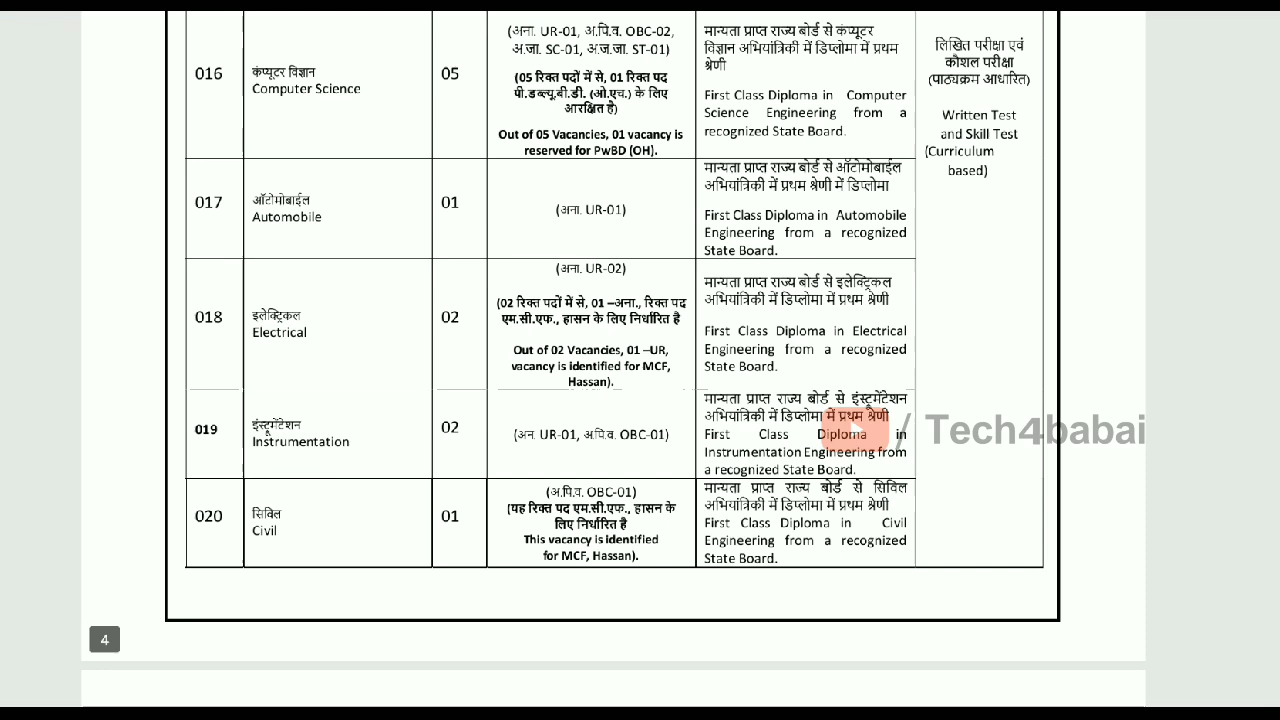 016
कंप्यूटर विज्ञान
Computer Science
05
(अना. UR-01, अ.पि.व. OBC-02,
अ.जा. SC-01, अ.ज.जा. ST-01)
(05 रिक्त पदों में से, 01 रिक्त पद
पी.डब्ल्यू.बी.डी. (ओ.एच.) के लिए
आरक्षित है)
Out of 05 Vacancies, 01 vacancy is
reserved for PwBD (OH).
मान्यता प्राप्त राज्य बोर्ड से कंप्यूटर
विज्ञान अभियांत्रिकी में डिप्लोमा में प्रथम
श्रेणी
First Class Diploma in Computer
Science Engineering from a
recognized State Board.
लिखित परीक्षा एवं
कौशल परीक्षा
(पाठ्यक्रम आधारित)
Written Test
and Skill Test
(Curriculum
based)
017
ऑटोमोबाईल
Automobile
01
(अना. UR-01)
मान्यता प्राप्त राज्य बोर्ड से ऑटोमोबाईल
अभियांत्रिकी में प्रथम श्रेणी में डिप्लोमा
First Class Diploma in Automobile
Engineering from a recognized
State Board.
018
इलेक्ट्रिकल
Electrical
02
(अना. UR-02)
(02 रिक्त पदों में से, 01 –अना., रिक्त पद
एम.सी.एफ., हासन के लिए निर्धारित है
Out of 02 Vacancies, 01 –UR,
vacancy is identified for MCF,
Hassan).
मान्यता प्राप्त राज्य बोर्ड से इलेक्ट्रिकल
अभियांत्रिकी में डिप्लोमा में प्रथम श्रेणी
First Class Diploma in Electrical
Engineering from a recognized
State Board.
019
इंस्ट्रूमेंटेशन
Instrumentation
02
(अन. UR-01, अ.पि.व. OBC-01)
मान्यता प्राप्त राज्य बोर्ड से इंस्ट्रूमेंटेशन
अभियांत्रिकी में डिप्लोमा में प्रथम श्रेणी
First Class Diploma in
Instrumentation Engineering from
a recognized State Board.
/ Tech4babai
020
सिविल
Civil
01
(अ.पि.व. OBC-01)
(यह रिक्त पद एम.सी.एफ., हासन के
लिए निर्धारित है
This vacancy is identified
for MCF, Hassan).
मान्यता प्राप्त राज्य बोर्ड से सिविल
अभियांत्रिकी में डिप्लोमा में प्रथम श्रेणी
First Class Diploma in Civil
Engineering from a recognized
State Board.
4